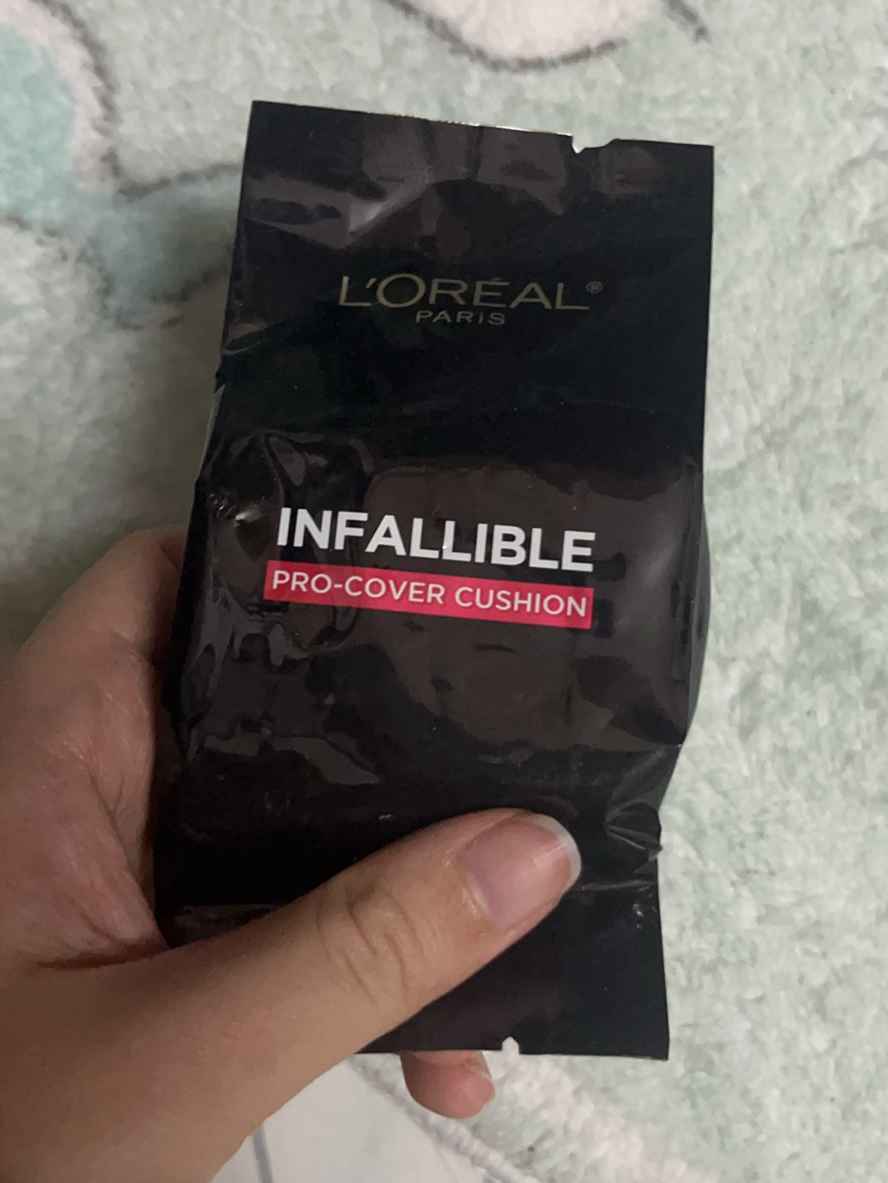 L'ORÉAL®
PARiS
INFALLIBLE
PRO-COVER CUSHION